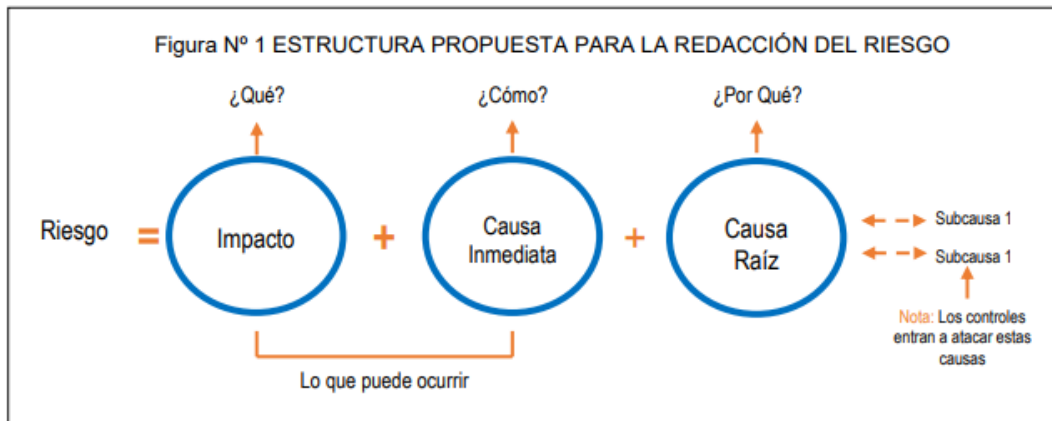 Figura Nº 1 ESTRUCTURA PROPUESTA PARA LA REDACCIÓN DEL RIESGO
¿Qué?
¿Cómo?
¿Por Qué?
Riesgo
=
Impacto
+
Causa
Inmediata
+
Causa
Raíz
Subcausa 1
Subcausa 1
Nota: Los controles
entran a atacar estas
causas
Lo que puede ocurrir